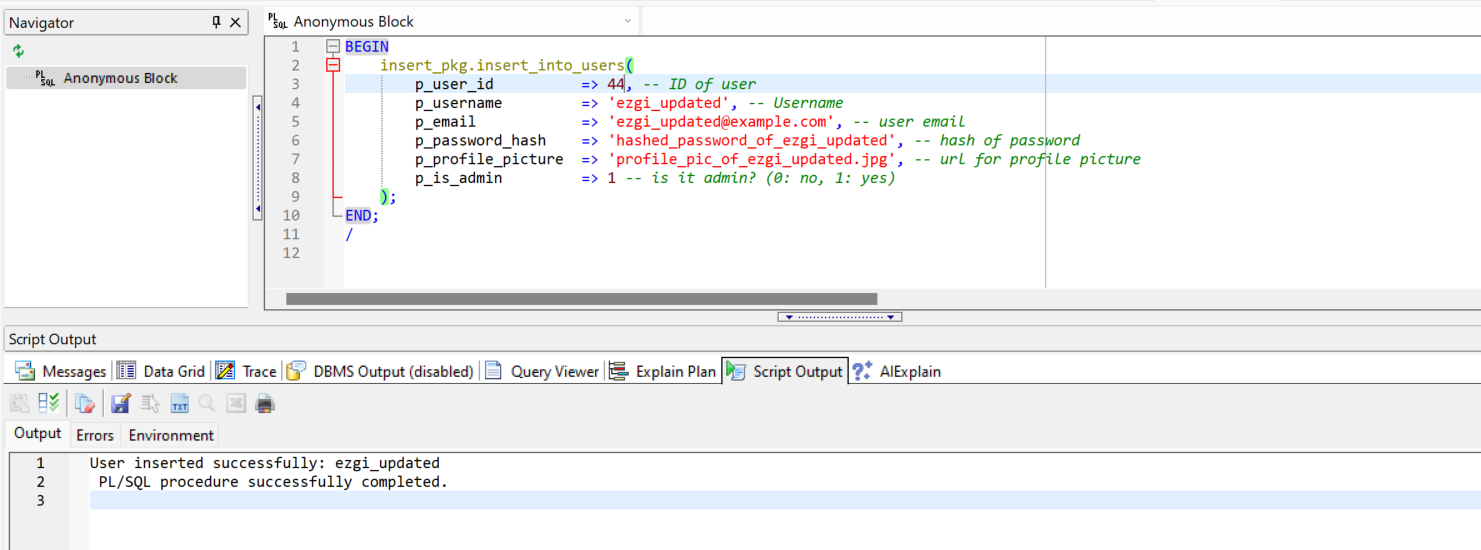 Navigator
PL SQL Anonymous Block
PL SQL Anonymous Block
1 BEGIN
2 insert_pkg.insert_into_users(
3 p_user_id => 44, -- ID of user
4 p_username => 'ezgi_updated', -- Username
5 p_email => 'ezgi_updated@example.com', -- user email
6 p_password_hash => 'hashed_password_of_ezgi_updated', -- hash of password
7 p_profile_picture => 'profile_pic_of_ezgi_updated.jpg', -- url for profile picture
8 p_is_admin => 1 -- is it admin? (0: no, 1: yes)
9 );
10 END;
11 /
12
Script Output
Messages Data Grid Trace DBMS Output (disabled) Query Viewer Explain Plan Script Output AIExplain
TXT
Output Errors Environment
1 User inserted successfully: ezgi_updated
2 PL/SQL procedure successfully completed.
3